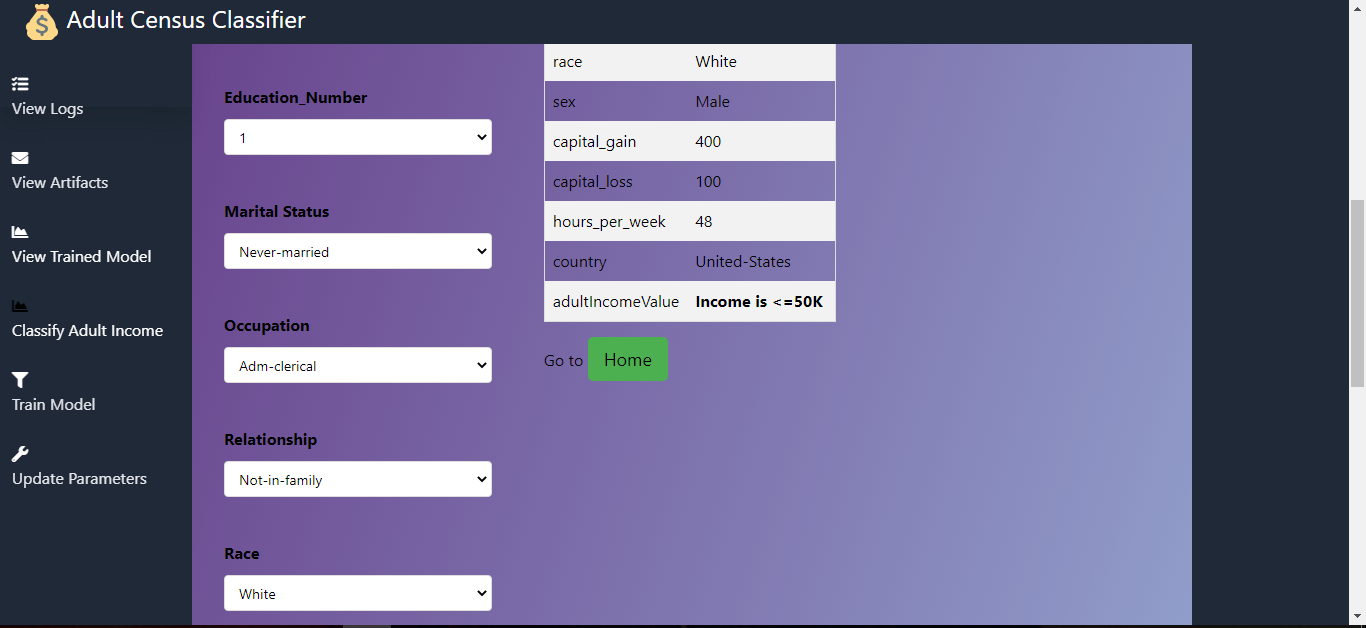 Adult Census Classifier
View Logs
View Artifacts
View Trained Model
Classify Adult Income
Train Model
Update Parameters
Education_Number
1
Marital Status
Never-married
Occupation
Adm-clerical
Relationship
Not-in-family
Race
White
race White
sex Male
capital_gain 400
capital_loss 100
hours_per_week 48
country United-States
adultIncomeValue Income is <=50K
Go to Home